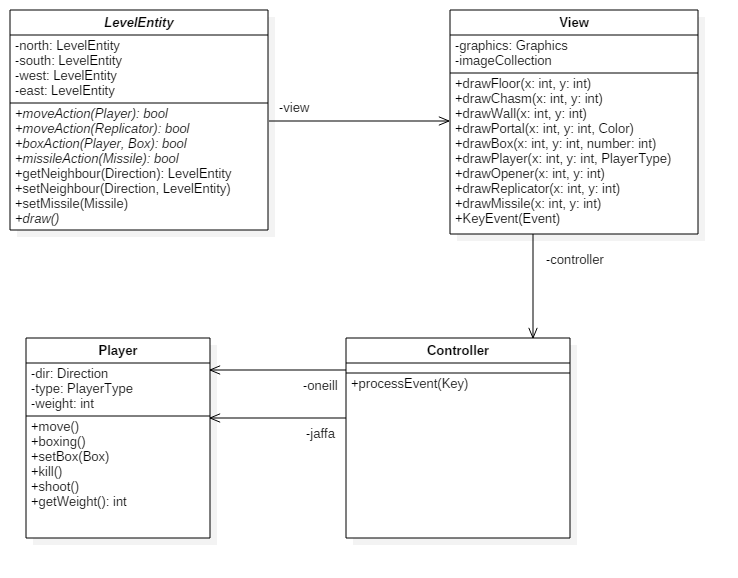 LevelEntity
-north: LevelEntity
-south: LevelEntity
-west: LevelEntity
-east: LevelEntity
+moveAction(Player): bool
+moveAction(Replicator): bool
+boxAction(Player, Box): bool
+missileAction(Missile): bool
+getNeighbour(Direction): LevelEntity
+setNeighbour(Direction, LevelEntity)
+setMissile(Missile)
+draw()
-view
View
-graphics: Graphics
-imageCollection
+drawFloor(x: int, y: int)
+drawChasm(x: int, y: int)
+drawWall(x: int, y: int)
+drawPortal(x: int, y: int, Color)
+drawBox(x: int, y: int, number: int)
+drawPlayer(x: int, y: int, PlayerType)
+drawOpener(x: int, y: int)
+drawReplicator(x: int, y: int)
+drawMissile(x: int, y: int)
+KeyEvent(Event)
-controller
Player
-dir: Direction
-type: PlayerType
-weight: int
+move()
+boxing()
+setBox(Box)
+kill()
+shoot()
+getWeight(): int
-oneill
-jaffa
Controller
+processEvent(Key)